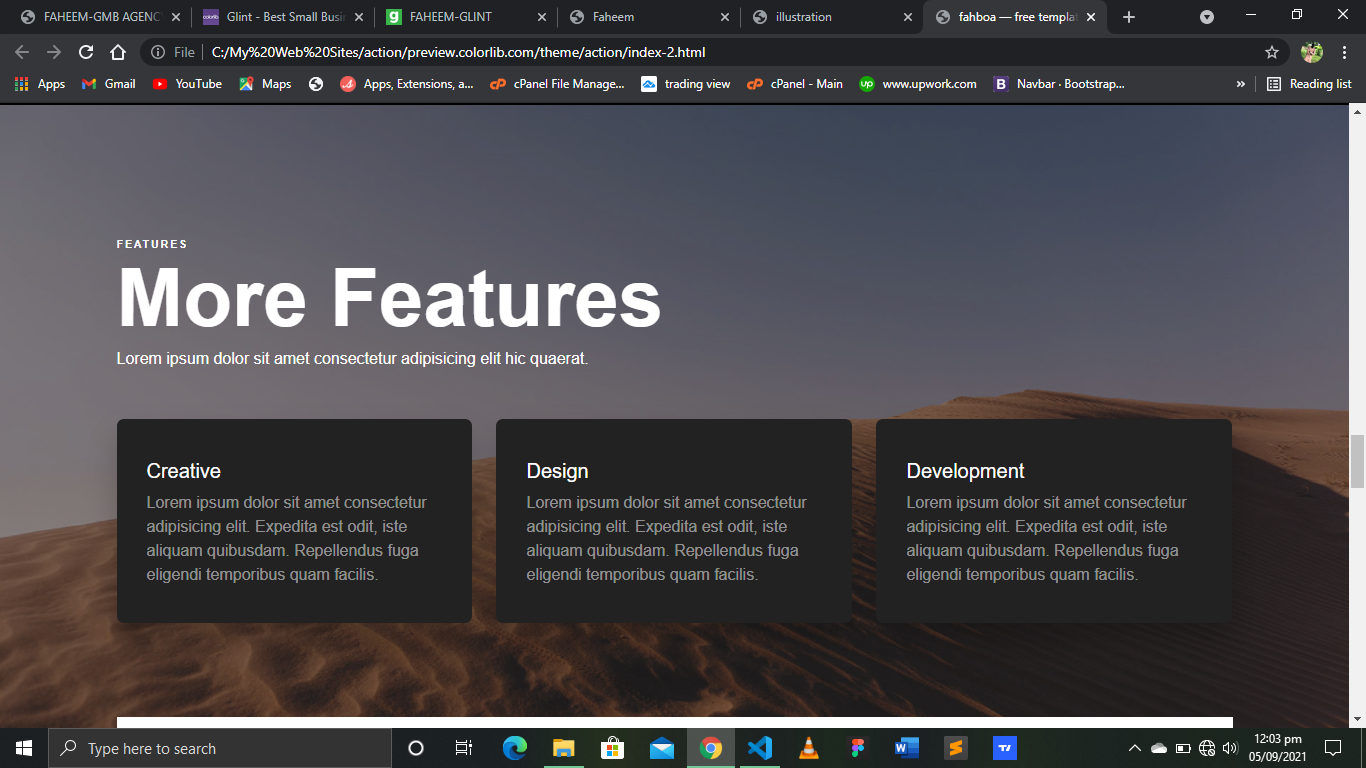 FAHEEM-GMB AGENC
Glint - Best Small Busin
FAHEEM-GLINT
Faheem
illustration
fahboa — free templa
File
C:/My%20Web%20Sites/action/preview.colorlib.com/theme/action/index-2.html
Apps
Gmail
YouTube
Maps
Apps, Extensions, a...
cPanel File Manage...
trading view
cPanel - Main
www.upwork.com
Navbar · Bootstrap...
»
Reading list
FEATURES
More Features
Lorem ipsum dolor sit amet consectetur adipisicing elit hic quaerat.
Creative
Lorem ipsum dolor sit amet consectetur
adipisicing elit. Expedita est odit, iste
aliquam quibusdam. Repellendus fuga
eligendi temporibus quam facilis.
Design
Lorem ipsum dolor sit amet consectetur
adipisicing elit. Expedita est odit, iste
aliquam quibusdam. Repellendus fuga
eligendi temporibus quam facilis.
Development
Lorem ipsum dolor sit amet consectetur
adipisicing elit. Expedita est odit, iste
aliquam quibusdam. Repellendus fuga
eligendi temporibus quam facilis.
Type here to search
12:03 pm
05/09/2021